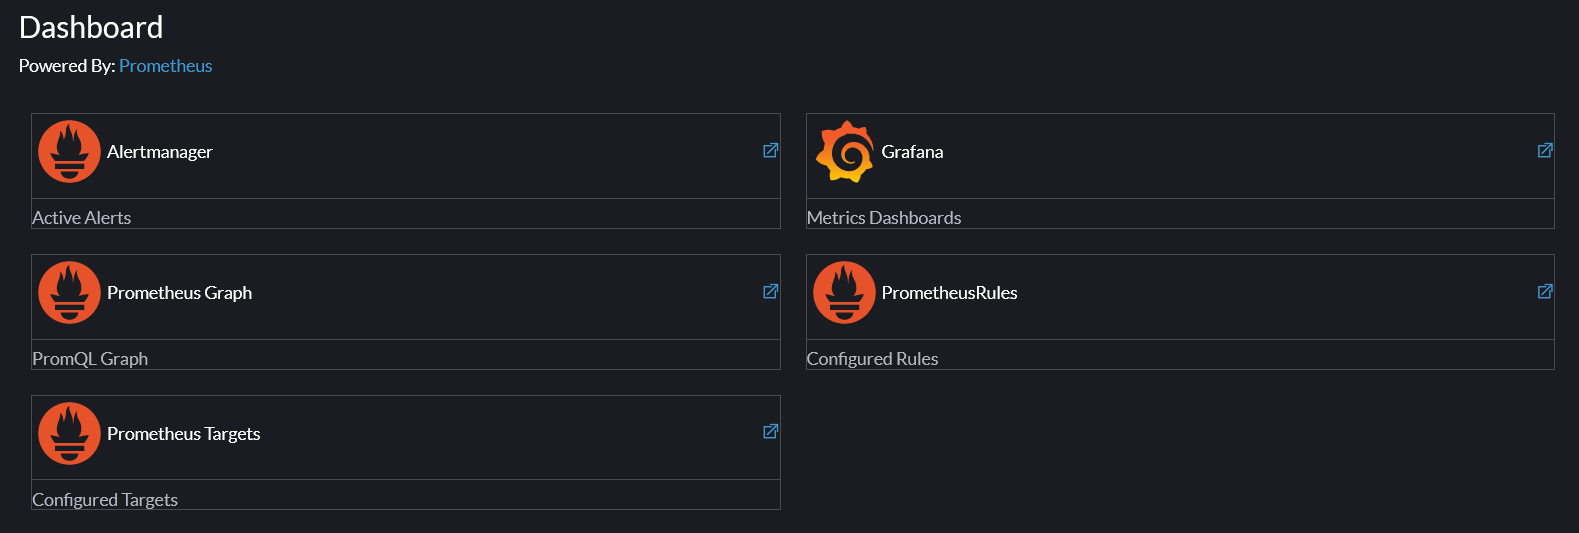 Dashboard
Powered By: Prometheus
Alertmanager
Active Alerts
Grafana
Metrics Dashboards
Prometheus Graph
PromQL Graph
PrometheusRules
Configured Rules
Prometheus Targets
Configured Targets